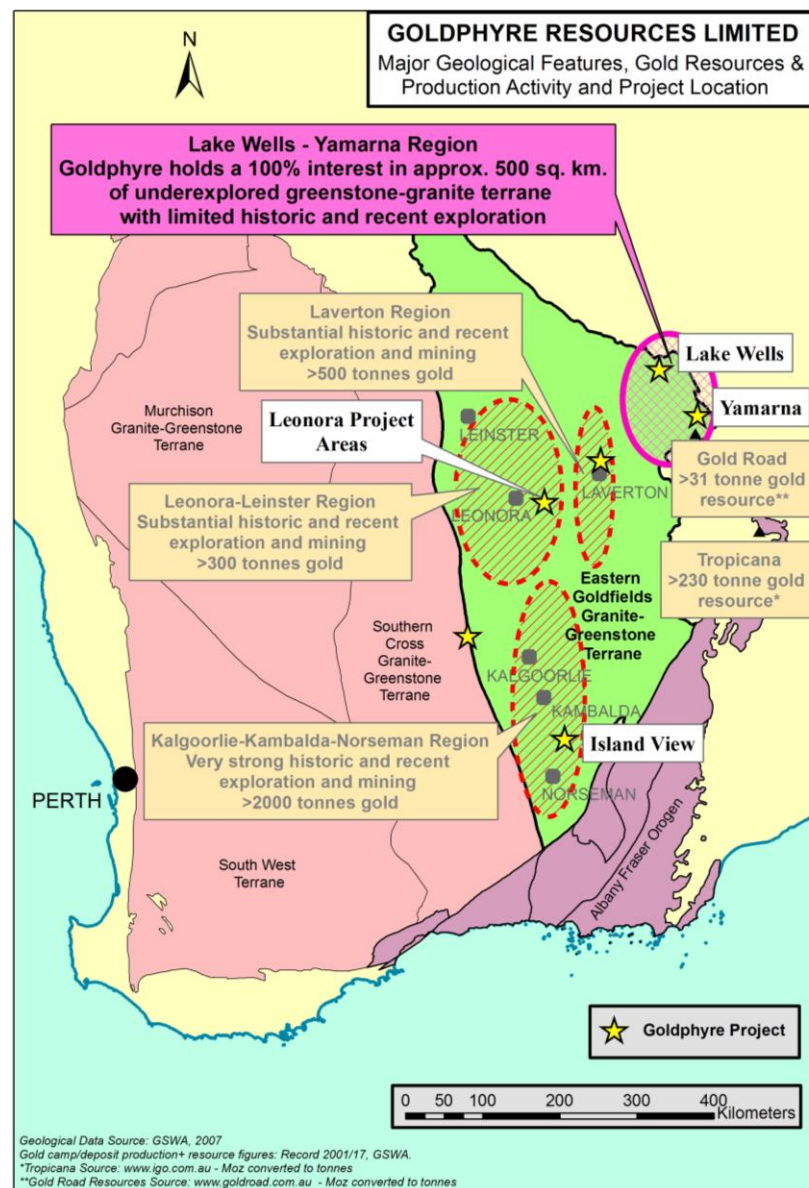 GOLDPHYRE RESOURCES LIMITED
Major Geological Features, Gold Resources &
Production Activity and Project Location
N
Lake Wells - Yamarna Region
Goldphyre holds a 100% interest in approx. 500 sq. km.
of underexplored greenstone-granite terrane
with limited historic and recent exploration
Laverton Region
Substantial historic and recent
exploration and mining
>500 tonnes gold
Lake Wells
Yamarna
Murchison
Granite-Greenstone
Terrane
Leonora Project
Areas
LEINSTER
LAVERTON
LEONORA
Gold Road
>31 tonne gold
resource**
Leonora-Leinster Region
Substantial historic and recent
exploration and mining
>300 tonnes gold
Tropicana
>230 tonne gold
resource*
Eastern
Goldfields
Granite-
Greenstone
Terrane
Southern
Cross
Granite-
Greenstone
Terrane
KALGOORLIE
KAMBALDA
Kalgoorlie-Kambalda-Norseman Region
Very strong historic and recent
exploration and mining
>2000 tonnes gold
Island View
NORSEMAN
PERTH
South West
Terrane
Albany Fraser Orogen
Goldphyre Project
0 50 100 200 300 400
Kilometers
Geological Data Source: GSWA, 2007
Gold camp/deposit production+ resource figures: Record 2001/17, GSWA.
*Tropicana Source: www.igo.com.au - Moz converted to tonnes
**Gold Road Resources Source: www.goldroad.com.au - Moz converted to tonnes